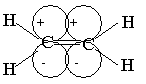 H + + H
C C
H - - H